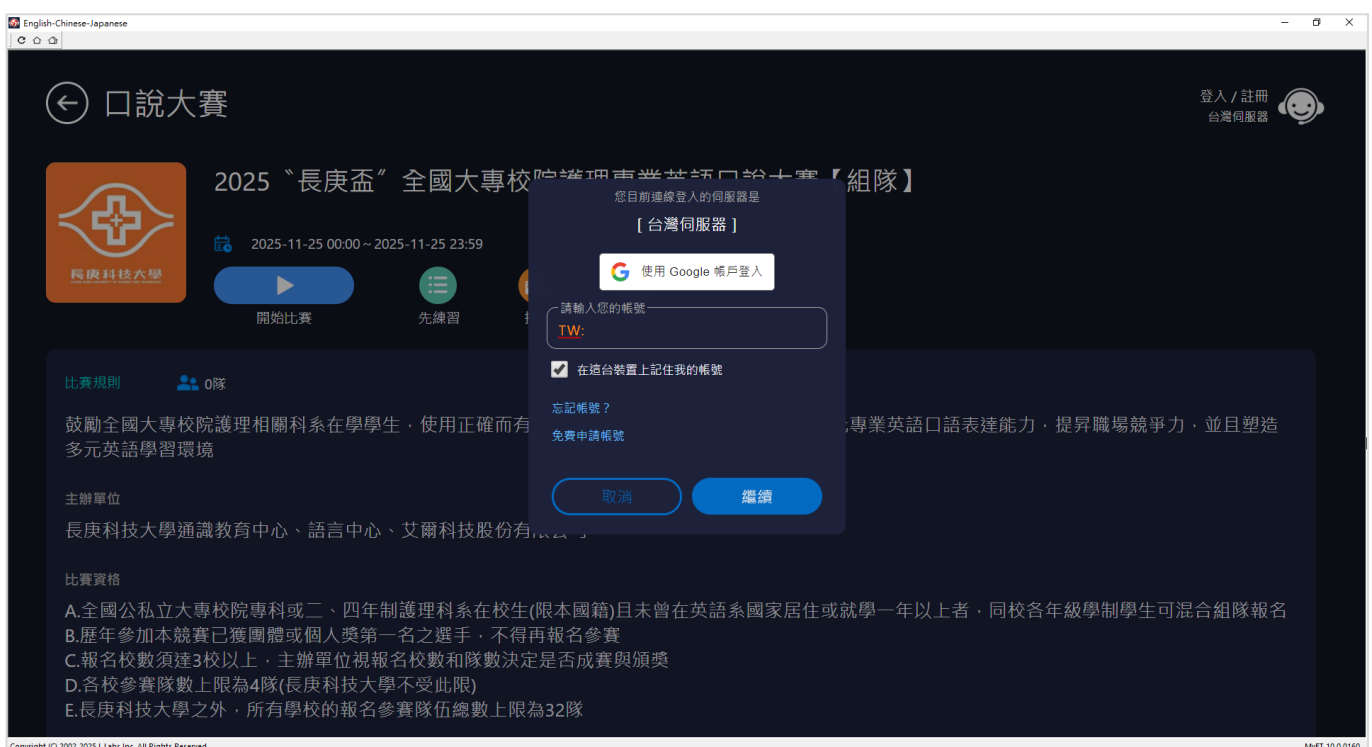 English-Chinese-Japanese
口說大賽
登入 / 註冊
台灣伺服器
2025〝長庚盃〞全國大專校院護理專業英語口說大賽【組隊】
2025-11-25 00:00 ~ 2025-11-25 23:59
長庚科技大學
開始比賽
先練習
您目前連線登入的伺服器是
[ 台灣伺服器 ]
使用 Google 帳戶登入
請輸入您的帳號
TW:
在這台裝置上記住我的帳號
忘記帳號？
免費申請帳號
取消
繼續
比賽規則
0隊
鼓勵全國大專校院護理相關科系在學學生，使用正確而有
專業英語口語表達能力，提昇職場競爭力，並且塑造
多元英語學習環境
主辦單位
長庚科技大學通識教育中心、語言中心、艾爾科技股份有
比賽資格
A.全國公私立大專校院專科或二、四年制護理科系在校生(限本國籍)且未曾在英語系國家居住或就學一年以上者，同校各年級學制學生可混合組隊報名
B.歷年參加本競賽已獲團體或個人獎第一名之選手，不得再報名參賽
C.報名校數須達3校以上，主辦單位視報名校數和隊數決定是否成賽與頒獎
D.各校參賽隊數上限為4隊(長庚科技大學不受此限)
E.長庚科技大學之外，所有學校的報名參賽隊伍總數上限為32隊
Copyright (C) 2002-2025 LLabs Inc. All Rights Reserved
MyET 10.0.0160